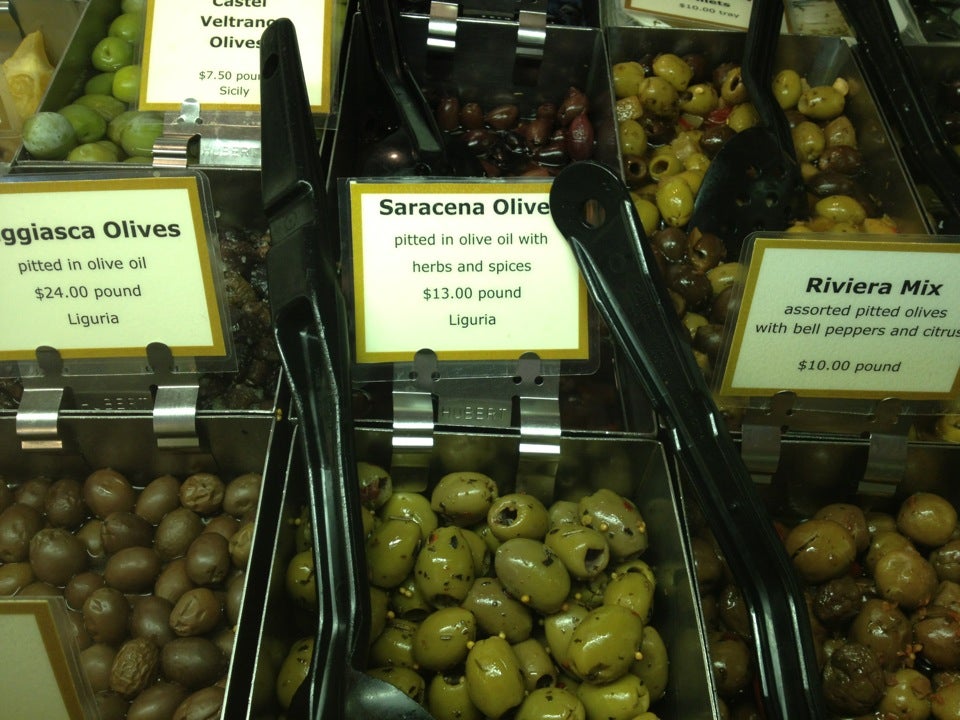 Castel
Veltrano
Olives
$7.50 pound
Sicily
$10.00 tray
ggiasca Olives
pitted in olive oil
$24.00 pound
Liguria
Saracena Olive
pitted in olive oil with
herbs and spices
$13.00 pound
Liguria
Riviera Mix
assorted pitted olives
with bell peppers and citrus
$10.00 pound
HUBERT
HUBERT
HUBERT